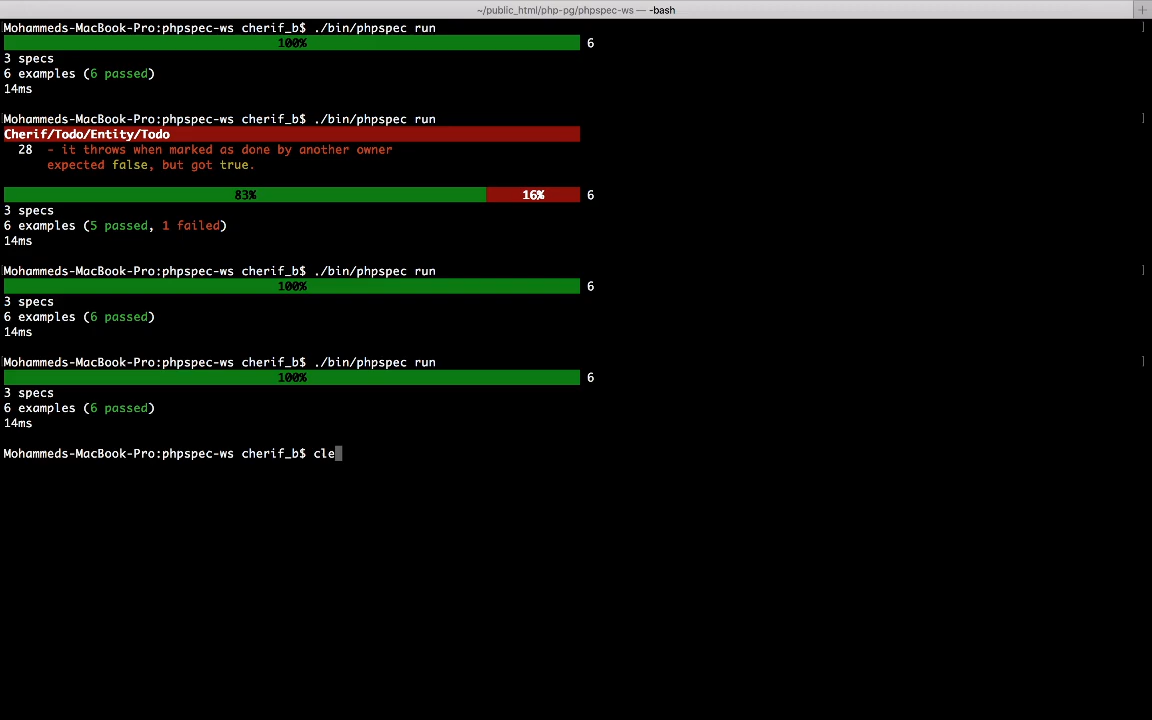 ~/public_html/php-pg/phpspec-ws — -bash
Mohammeds-MacBook-Pro:phpspec-ws cherif_b$ ./bin/phpspec run
100% 6
3 specs
6 examples (6 passed)
14ms
Mohammeds-MacBook-Pro:phpspec-ws cherif_b$ ./bin/phpspec run
Cherif/Todo/Entity/Todo
28 - it throws when marked as done by another owner
expected false, but got true.
83% 16% 6
3 specs
6 examples (5 passed, 1 failed)
14ms
Mohammeds-MacBook-Pro:phpspec-ws cherif_b$ ./bin/phpspec run
100% 6
3 specs
6 examples (6 passed)
14ms
Mohammeds-MacBook-Pro:phpspec-ws cherif_b$ ./bin/phpspec run
100% 6
3 specs
6 examples (6 passed)
14ms
Mohammeds-MacBook-Pro:phpspec-ws cherif_b$ cle